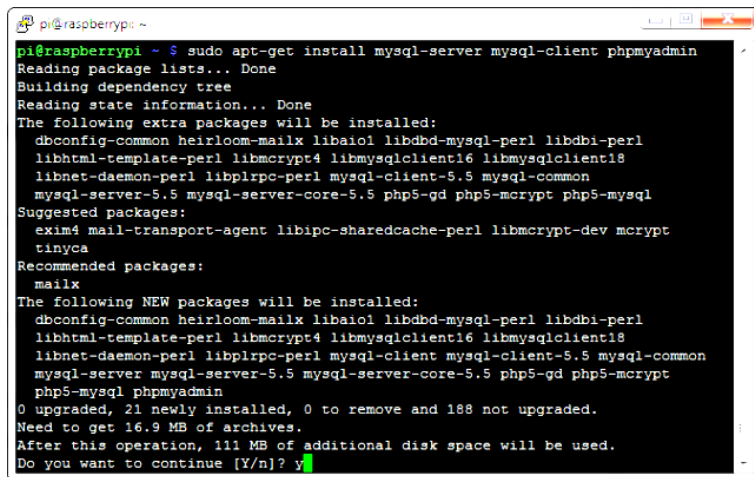 pi@raspberrypi: ~
pi@raspberrypi ~ $ sudo apt-get install mysql-server mysql-client phpmyadmin
Reading package lists... Done
Building dependency tree
Reading state information... Done
The following extra packages will be installed:
  dbconfig-common heirloom-mailx libaio1 libdbd-mysql-perl libdbi-perl
  libhtml-template-perl libmcrypt4 libmysqlclient16 libmysqlclient18
  libnet-daemon-perl libplrpc-perl mysql-client-5.5 mysql-common
  mysql-server-5.5 mysql-server-core-5.5 php5-gd php5-mcrypt php5-mysql
Suggested packages:
  exim4 mail-transport-agent libipc-sharedcache-perl libmcrypt-dev mcrypt
  tinyca
Recommended packages:
  mailx
The following NEW packages will be installed:
  dbconfig-common heirloom-mailx libaio1 libdbd-mysql-perl libdbi-perl
  libhtml-template-perl libmcrypt4 libmysqlclient16 libmysqlclient18
  libnet-daemon-perl libplrpc-perl mysql-client mysql-client-5.5 mysql-common
  mysql-server mysql-server-5.5 mysql-server-core-5.5 php5-gd php5-mcrypt
  php5-mysql phpmyadmin
0 upgraded, 21 newly installed, 0 to remove and 188 not upgraded.
Need to get 16.9 MB of archives.
After this operation, 111 MB of additional disk space will be used.
Do you want to continue [Y/n]? y